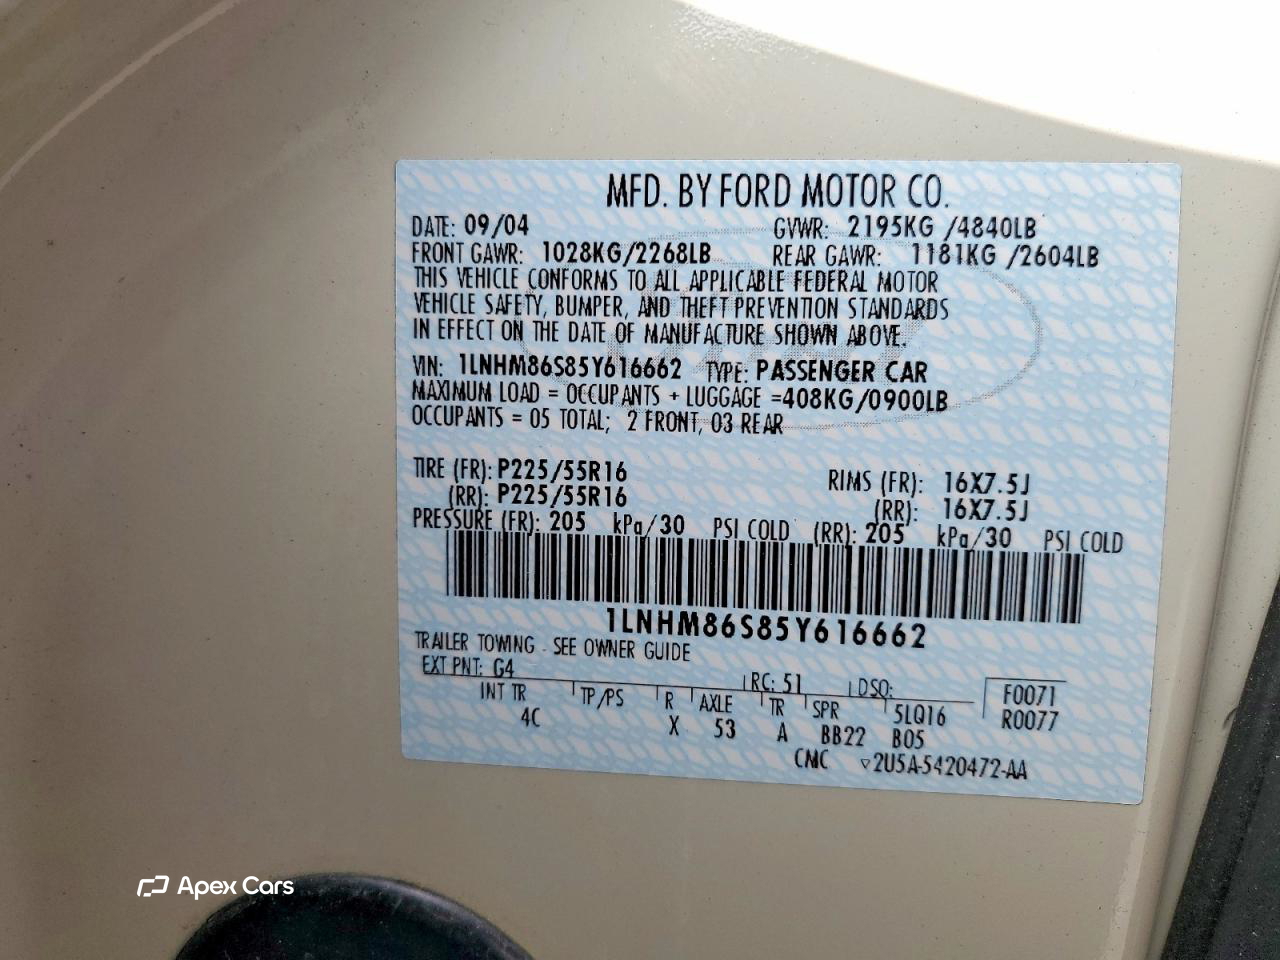 MFD. BY FORD MOTOR CO.
DATE: 09/04 GVWR: 2195KG /4840LB
FRONT GAWR: 1028KG/2268LB REAR GAWR: 1181KG /2604LB
THIS VEHICLE CONFORMS TO ALL APPLICABLE FEDERAL MOTOR
VEHICLE SAFETY, BUMPER, AND THEFT PREVENTION STANDARDS
IN EFFECT ON THE DATE OF MANUFACTURE SHOWN ABOVE.
VIN: 1LNHM86S85Y616662 TYPE: PASSENGER CAR
MAXIMUM LOAD = OCCUPANTS + LUGGAGE =408KG/0900LB
OCCUPANTS = 05 TOTAL; 2 FRONT, 03 REAR
TIRE (FR): P225/55R16 RIMS (FR): 16X7.5J
(RR): P225/55R16 (RR): 16X7.5J
PRESSURE (FR): 205 kPa/30 PSI COLD (RR): 205 kPa/30 PSI COLD
1LNHM86S85Y616662
TRAILER TOWING - SEE OWNER GUIDE
EXT PNT: G4 RC: 51 DSO: F0071
INT TR TP/PS R AXLE TR SPR 5LQ16 R0077
4C X 53 A BB22 B05
CMC ▽2U5A-5420472-AA
Apex Cars